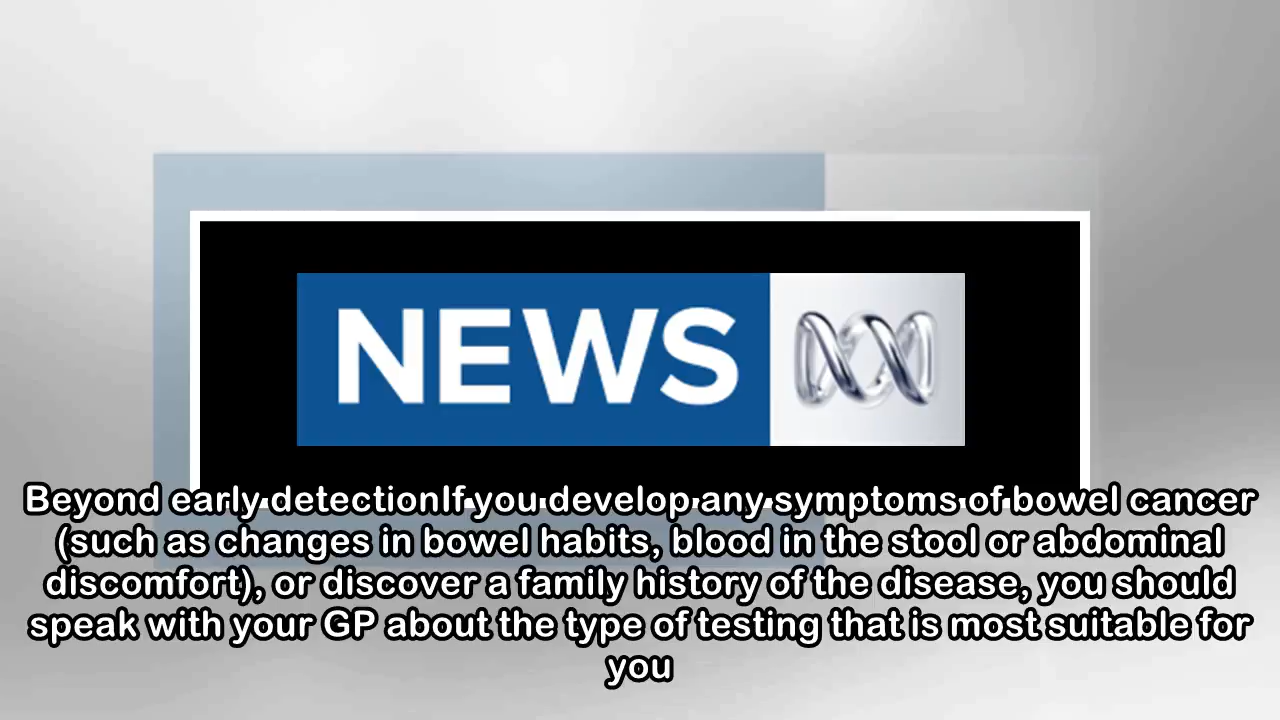 NEWS
Beyond early detectionIf you develop any symptoms of bowel cancer
(such as changes in bowel habits, blood in the stool or abdominal
discomfort), or discover a family history of the disease, you should
speak with your GP about the type of testing that is most suitable for
you